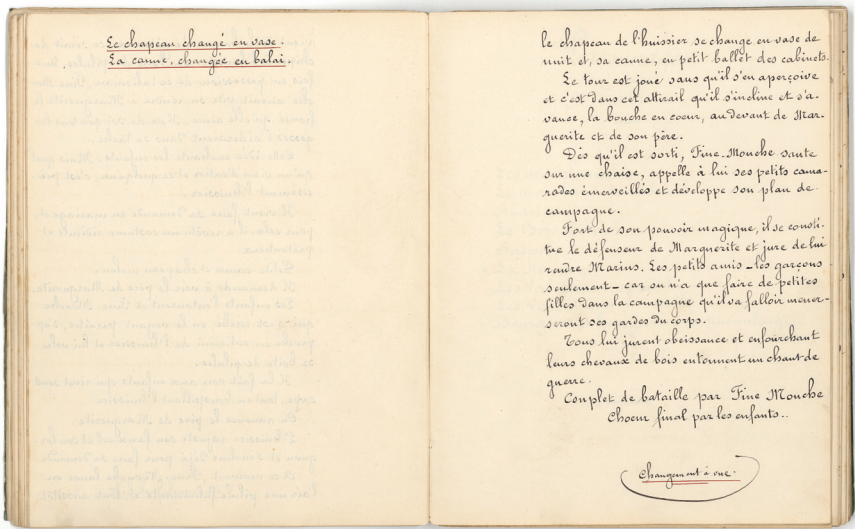 Le chapeau changé en vase.
La canne, changée en balai.
le chapeau de l'huissier se change en vase de
nuit et, sa canne, en petit ballet des cabinets.
Le tour est joué sans qu'il s'en aperçoive
et c'est dans cet attirail qu'il s'incline et s'a-
vance, la bouche en coeur, au devant de Mar-
guerite et de son père.
Dès qu'il est sorti, Fine-Mouche saute
sur une chaise, appelle à lui ses petits cama-
rades émerveillés et développe son plan de
campagne.
Fort de son pouvoir magique, il se consti-
tue le défenseur de Marguerite et jure de lui
rendre Marius. Les petits amis - les garçons
seulement - car on n'a que faire de petites
filles dans la campagne qu'il va falloir mener -
seront ses gardes du corps.
Tous lui jurent obeissance et enfourchant
leurs chevaux de bois entonnent un chant de
guerre.
Couplet de bataille par Fine Mouche
Choeur final par les enfants..
Changement à vue.